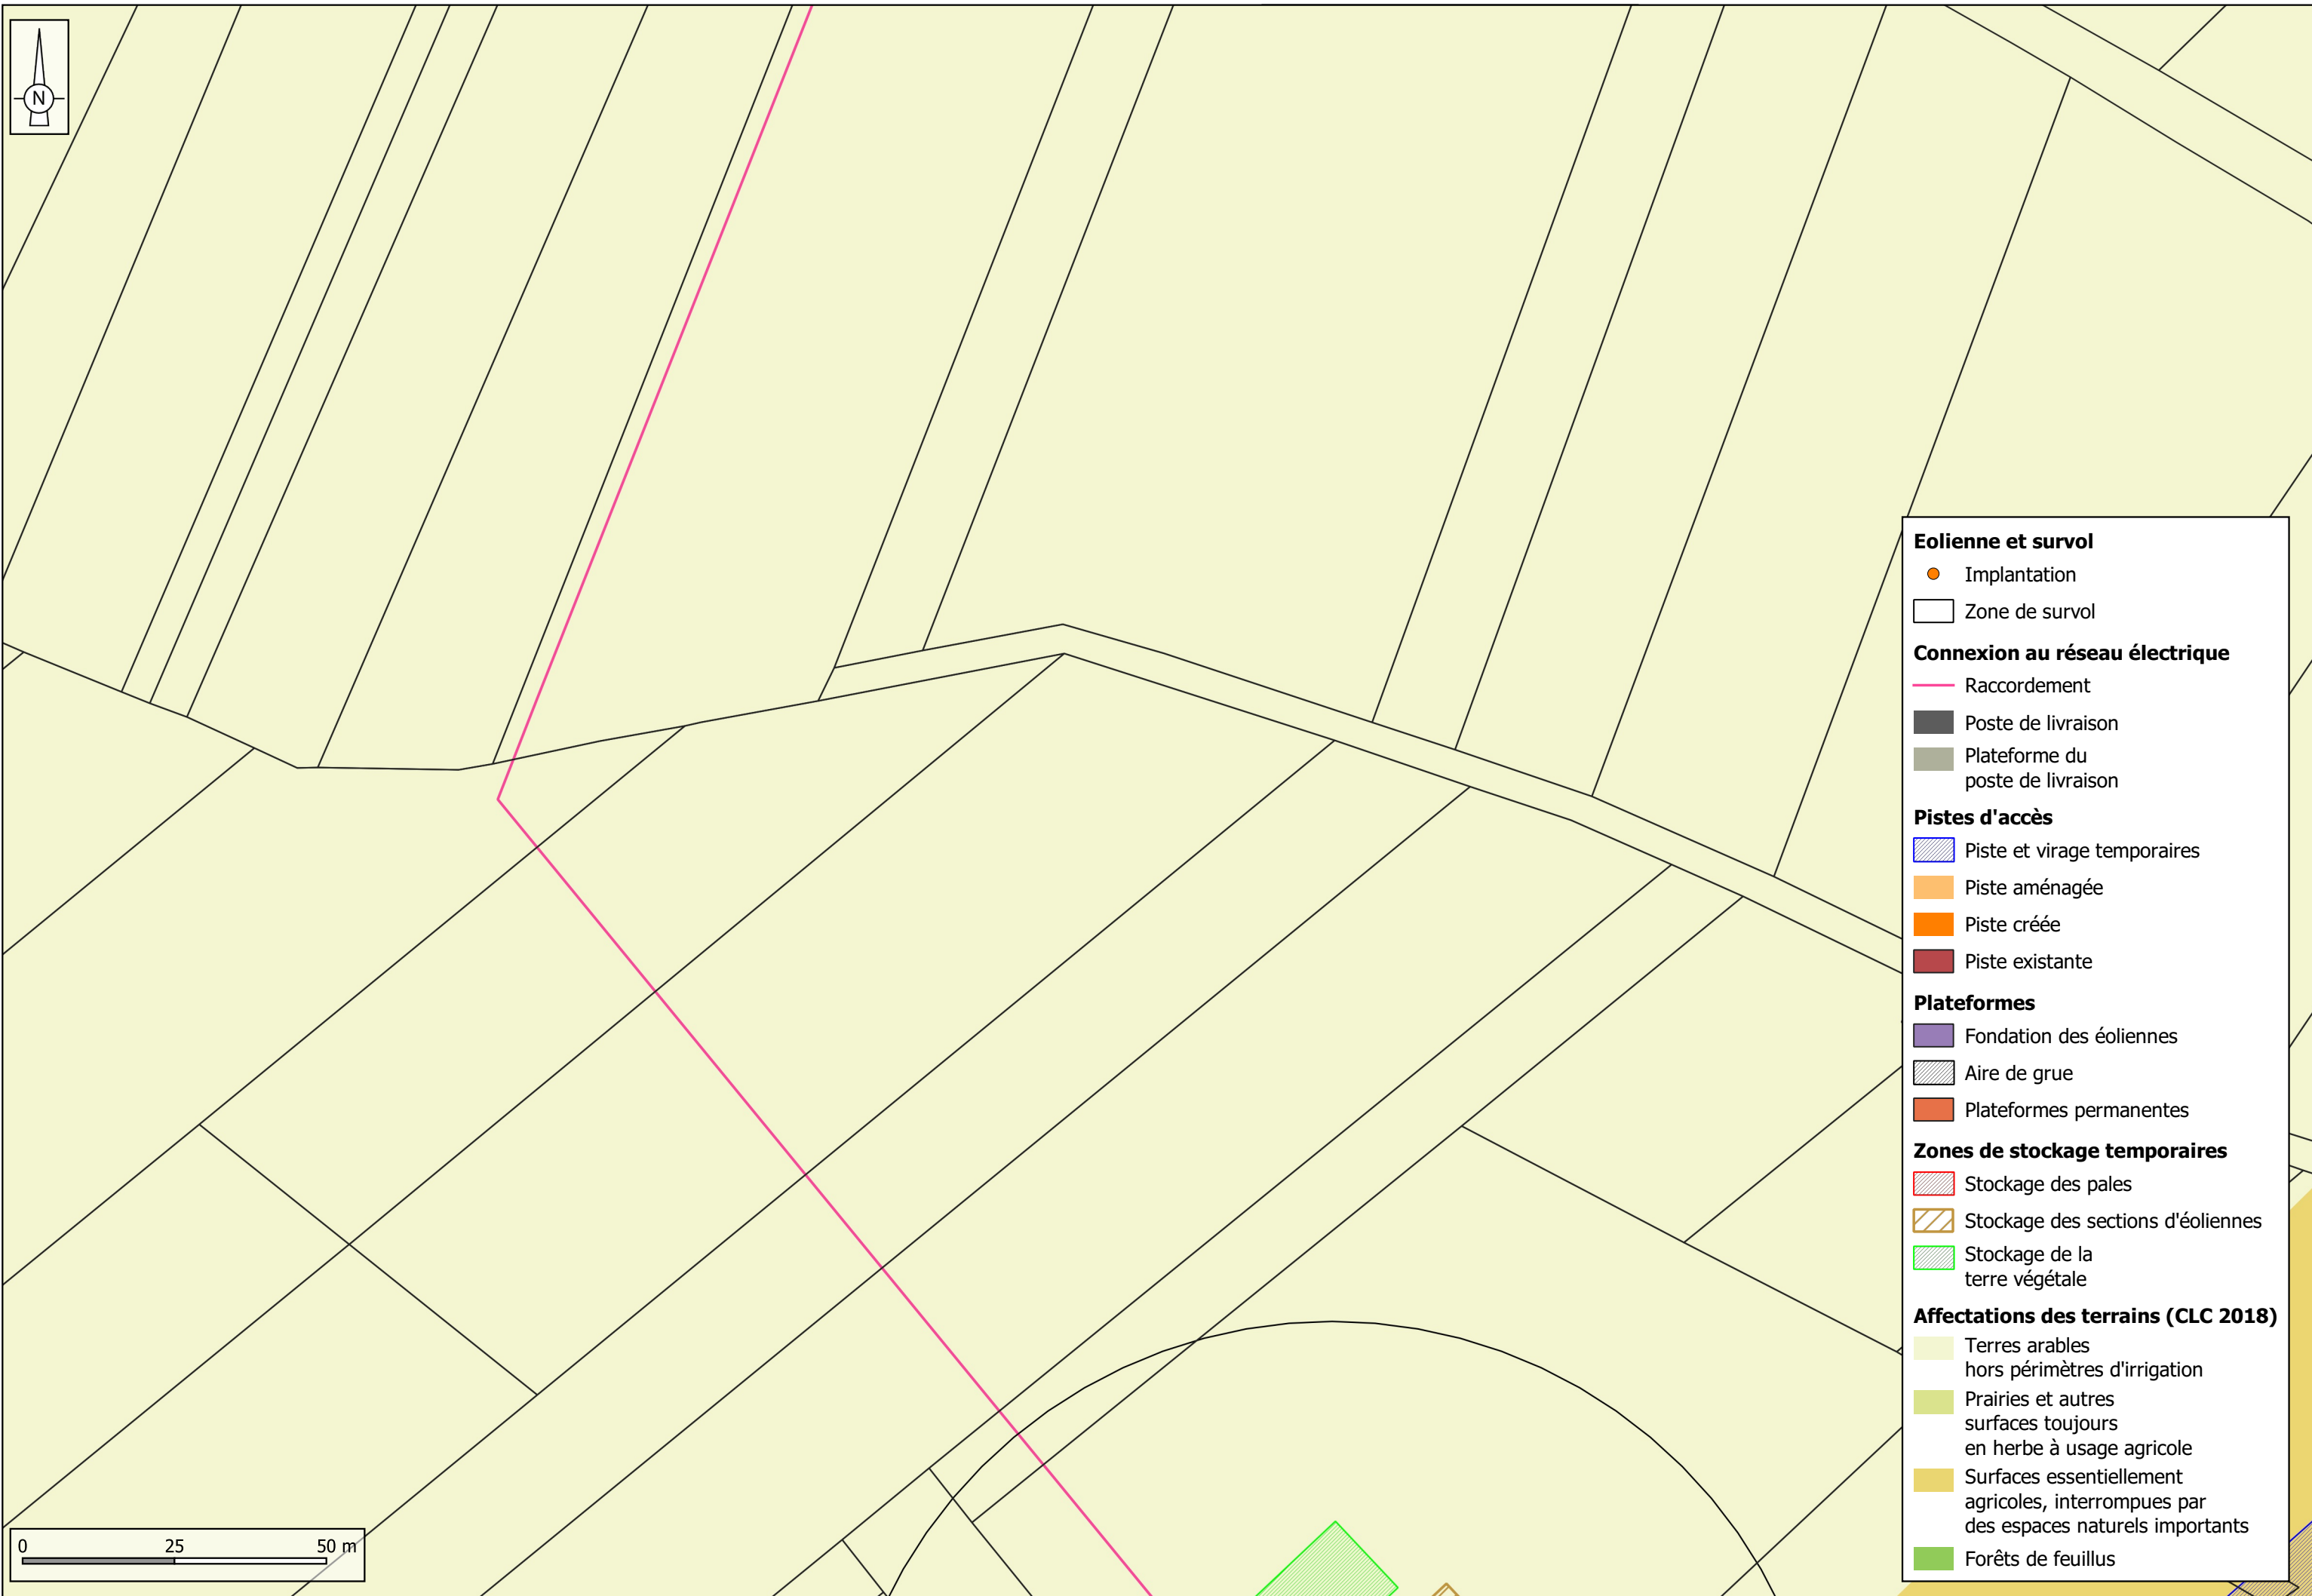 N
Eolienne et survol
Implantation
Zone de survol
Connexion au réseau électrique
Raccordement
Poste de livraison
Plateforme du
poste de livraison
Pistes d'accès
Piste et virage temporaires
Piste aménagée
Piste créée
Piste existante
Plateformes
Fondation des éoliennes
Aire de grue
Plateformes permanentes
Zones de stockage temporaires
Stockage des pales
Stockage des sections d'éoliennes
Stockage de la
terre végétale
Affectations des terrains (CLC 2018)
Terres arables
hors périmètres d'irrigation
Prairies et autres
surfaces toujours
en herbe à usage agricole
Surfaces essentiellement
agricoles, interrompues par
des espaces naturels importants
Forêts de feuillus
0 25 50 m